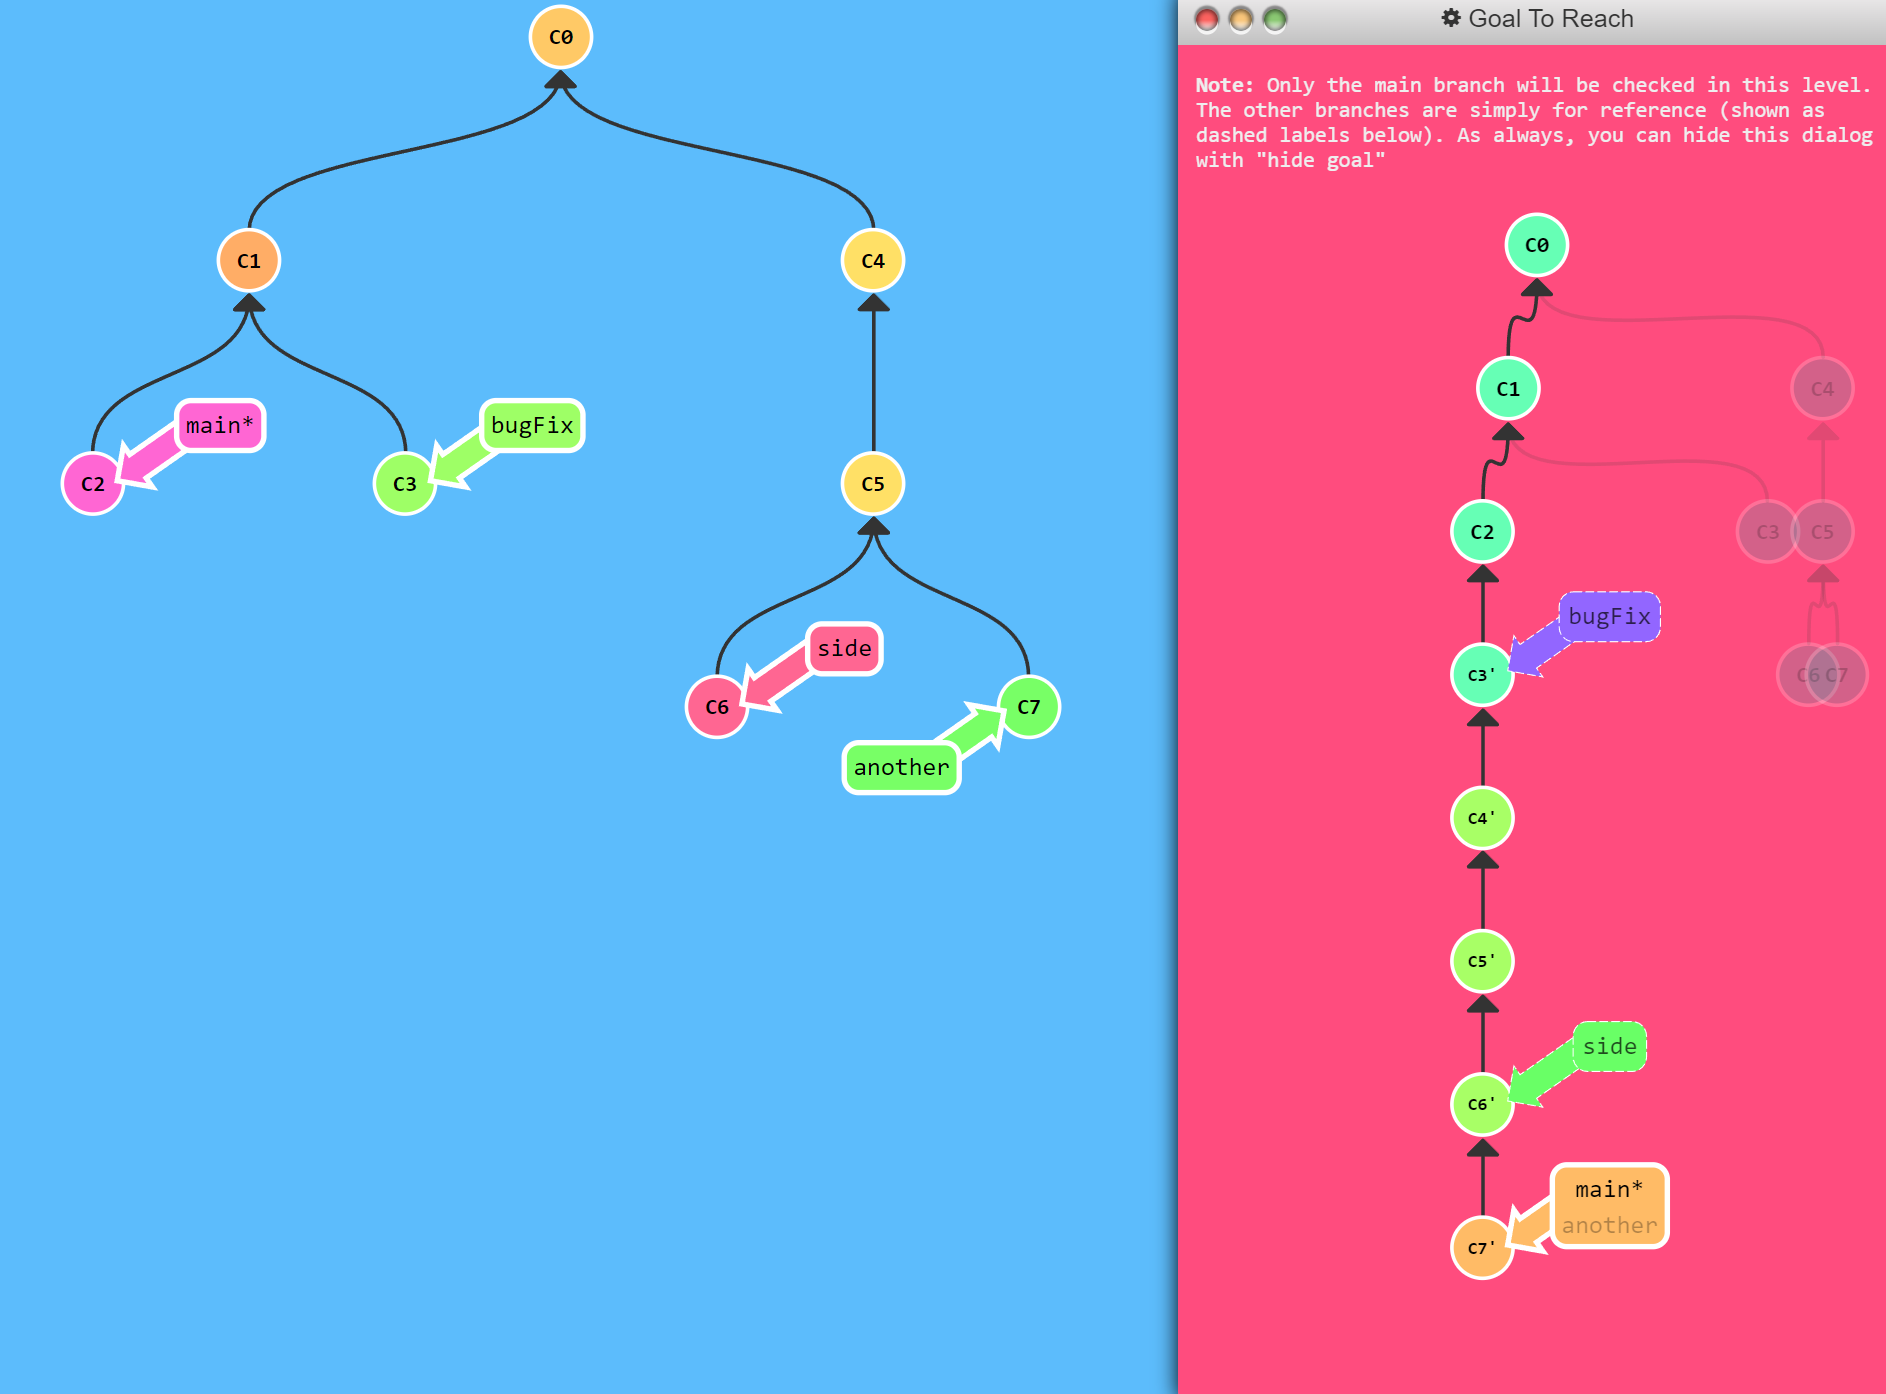 C0
C1
C4
main*
bugFix
C2
C3
C5
side
C6
C7
another
Goal To Reach
Note: Only the main branch will be checked in this level.
The other branches are simply for reference (shown as
dashed labels below). As always, you can hide this dialog
with "hide goal"
C0
C1
C4
C2
C3
C5
bugFix
C3'
C6
C7
C4'
C5'
side
C6'
main*
another
C7'